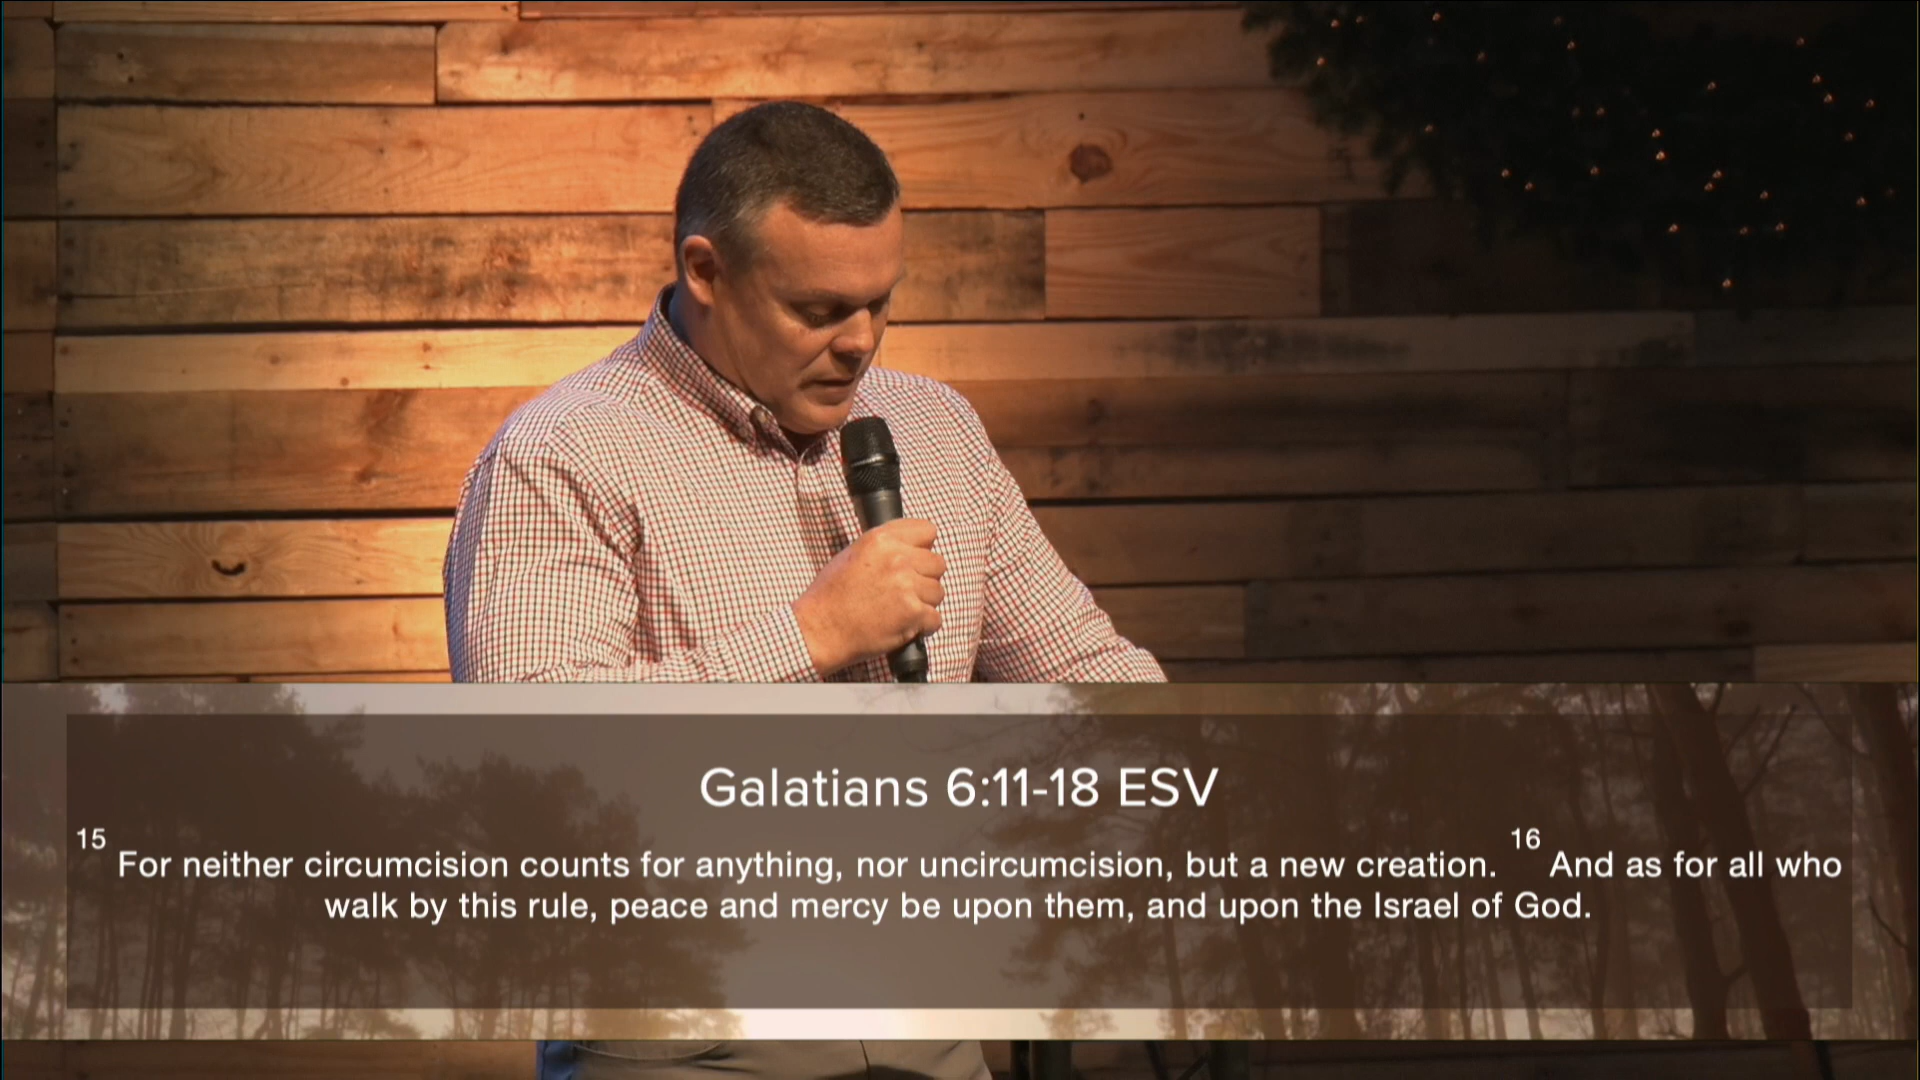 Galatians 6:11-18 ESV
15 For neither circumcision counts for anything, nor uncircumcision, but a new creation. 16 And as for all who
walk by this rule, peace and mercy be upon them, and upon the Israel of God.